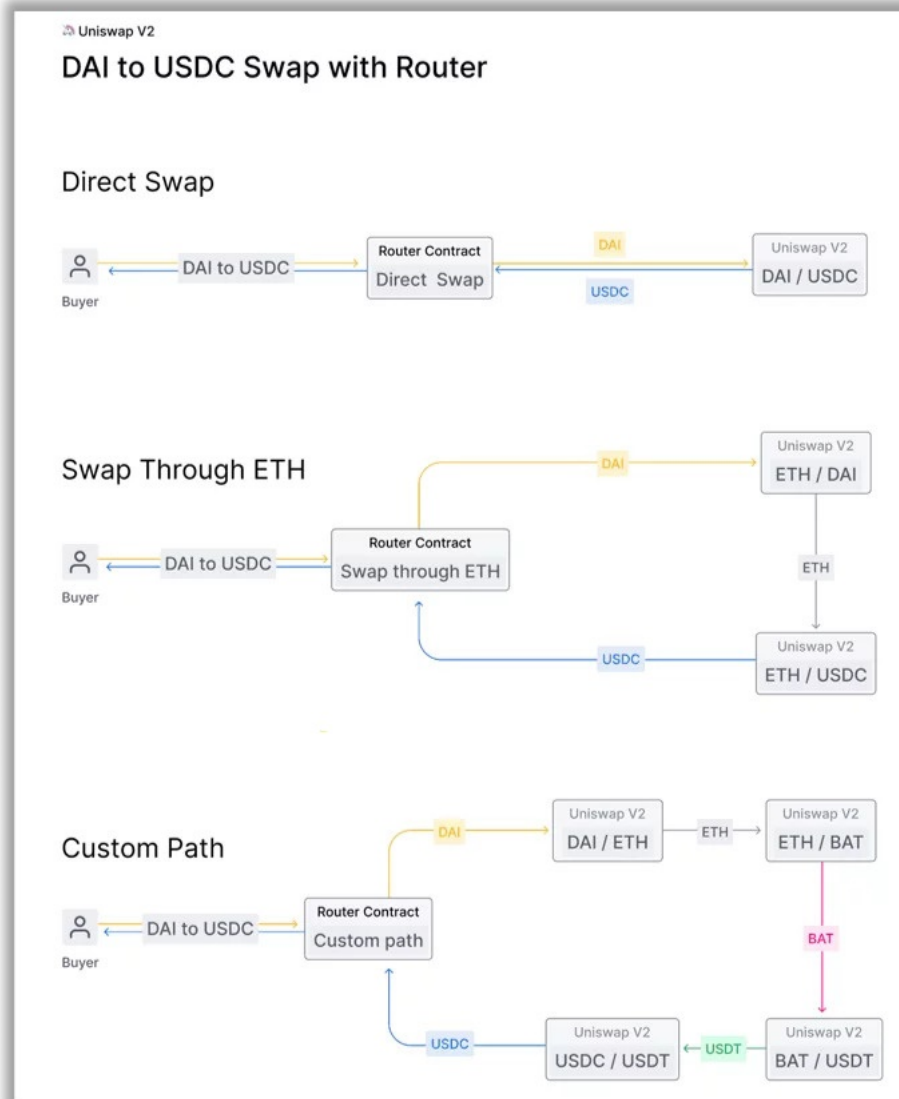 Uniswap V2
DAI to USDC Swap with Router
Direct Swap
Buyer
DAI to USDC
Router Contract
Direct Swap
DAI
USDC
Uniswap V2
DAI / USDC
Swap Through ETH
Buyer
DAI to USDC
Router Contract
Swap through ETH
DAI
Uniswap V2
ETH / DAI
ETH
Uniswap V2
ETH / USDC
USDC
Custom Path
Buyer
DAI to USDC
Router Contract
Custom path
DAI
Uniswap V2
DAI / ETH
ETH
Uniswap V2
ETH / BAT
BAT
Uniswap V2
BAT / USDT
USDT
Uniswap V2
USDC / USDT
USDC